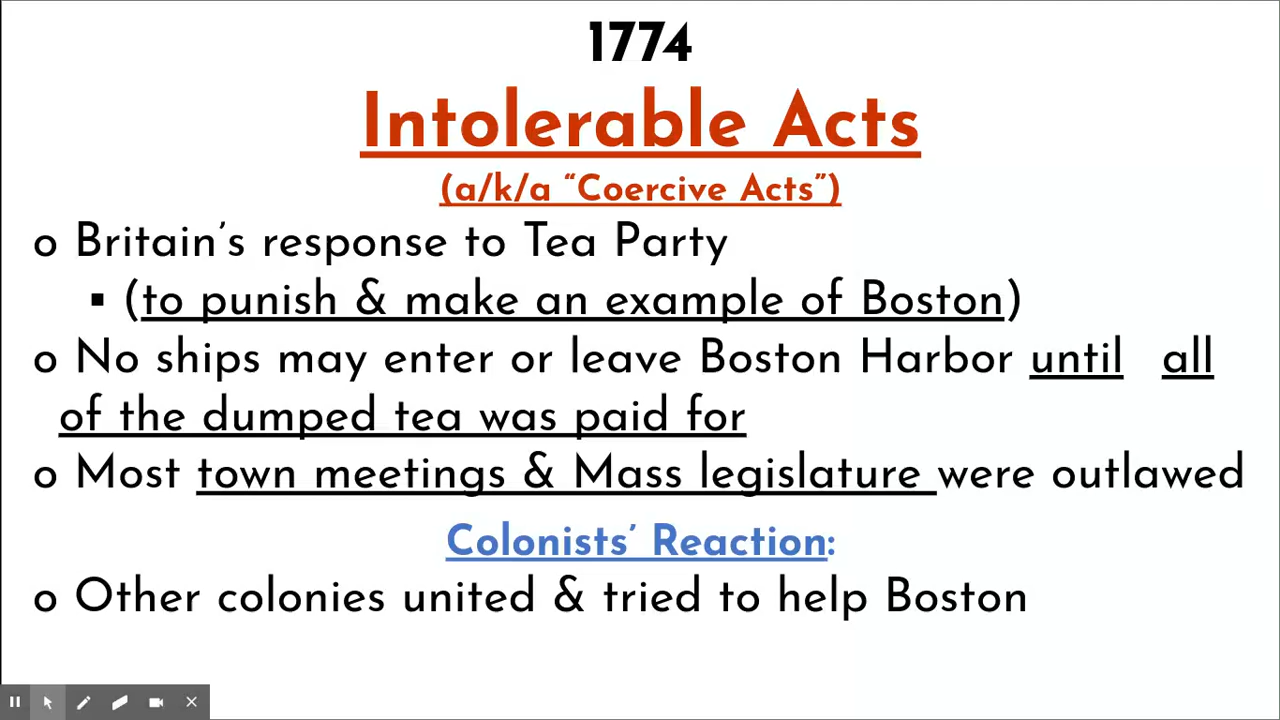 1774
Intolerable Acts
(a/k/a “Coercive Acts”)
o Britain’s response to Tea Party
▪ (to punish & make an example of Boston)
o No ships may enter or leave Boston Harbor until all
of the dumped tea was paid for
o Most town meetings & Mass legislature were outlawed
Colonists’ Reaction:
o Other colonies united & tried to help Boston